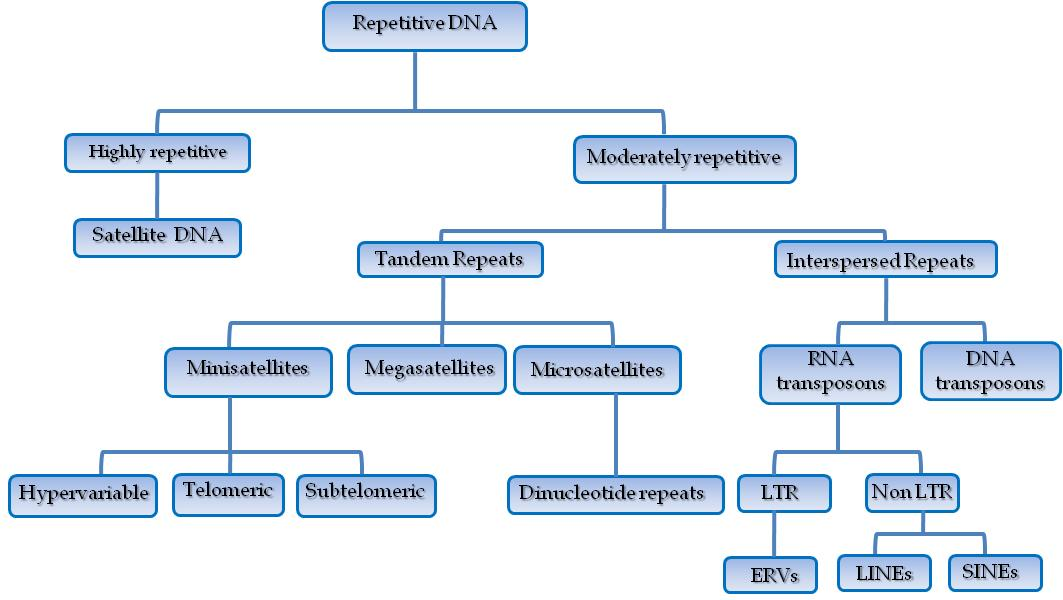 Repetitive DNA
Highly repetitive
Moderately repetitive
Satellite DNA
Tandem Repeats
Interspersed Repeats
Minisatellites
Megasatellites
Microsatellites
RNA
transposons
DNA
transposons
Hypervariable
Telomeric
Subtelomeric
Dinucleotide repeats
LTR
Non LTR
ERVs
LINEs
SINEs